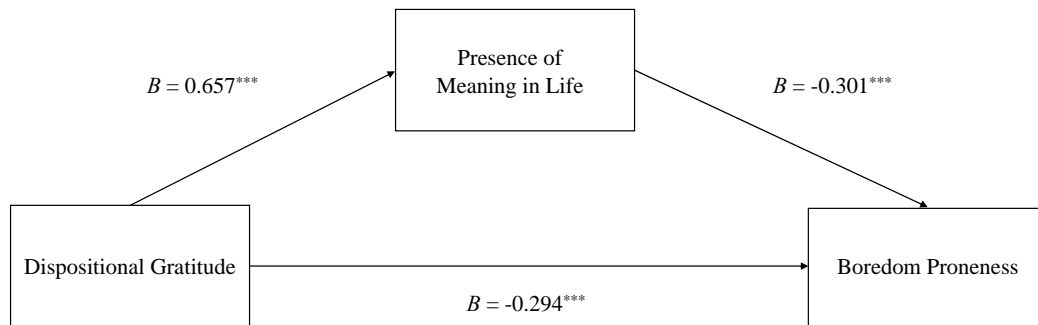 Presence of
Meaning in Life
B = 0.657***
B = -0.301***
Dispositional Gratitude
Boredom Proneness
B = -0.294***